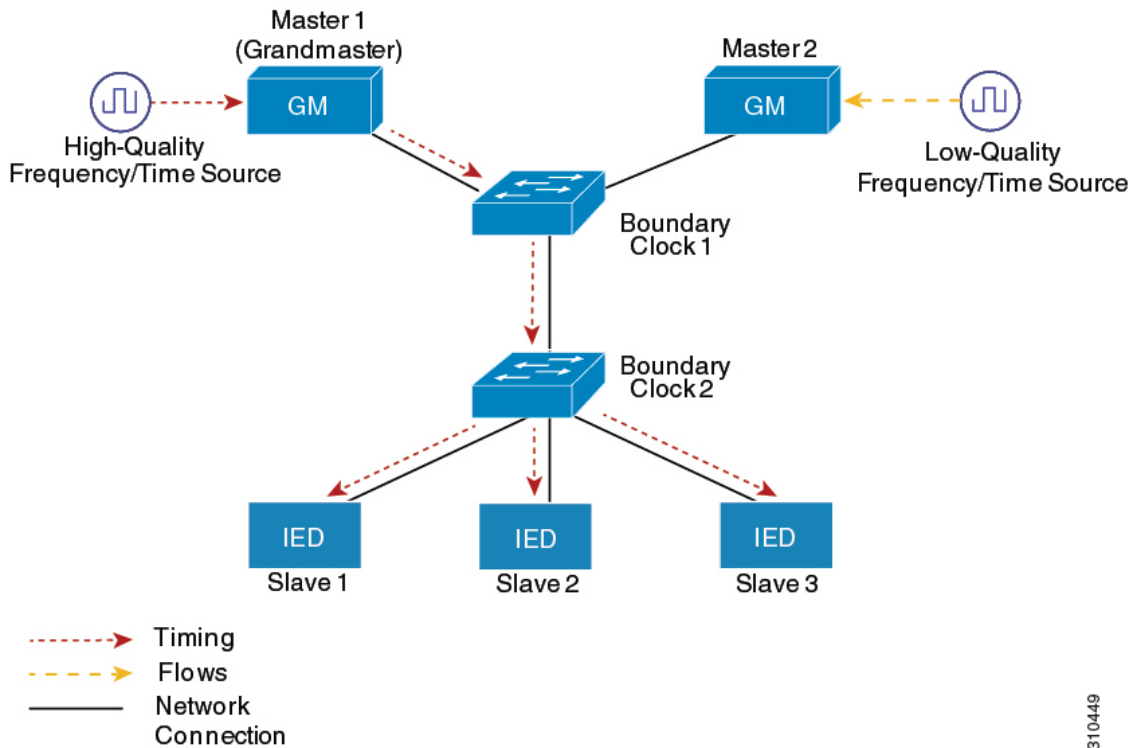 Master 1
(Grandmaster)
Master 2
GM
GM
High-Quality
Frequency/Time Source
Low-Quality
Frequency/Time Source
Boundary
Clock 1
Boundary
Clock 2
IED
IED
IED
Slave 1
Slave 2
Slave 3
Timing
Flows
Network
Connection
310449